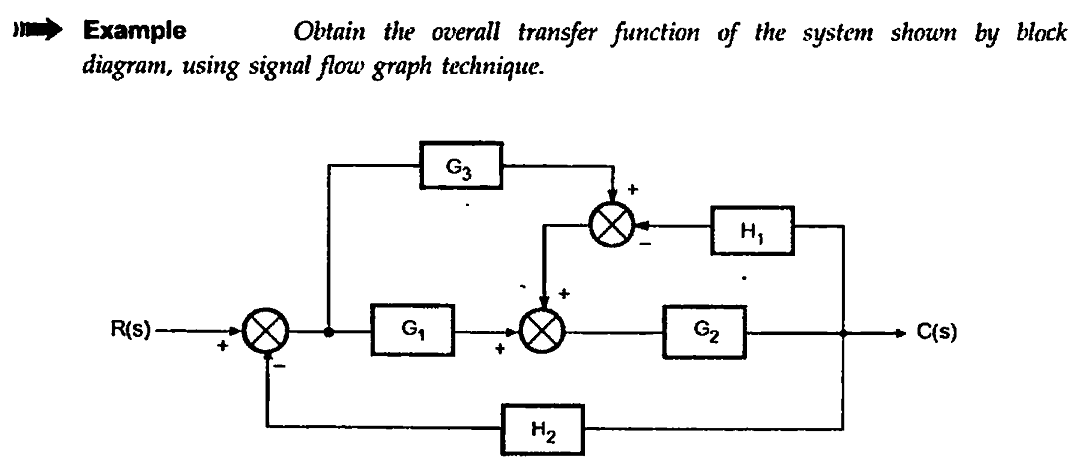 Example Obtain the overall transfer function of the system shown by block
diagram, using signal flow graph technique.
G3
+
H1
−
+
R(s) G1 G2 C(s)
+ +
−
H2